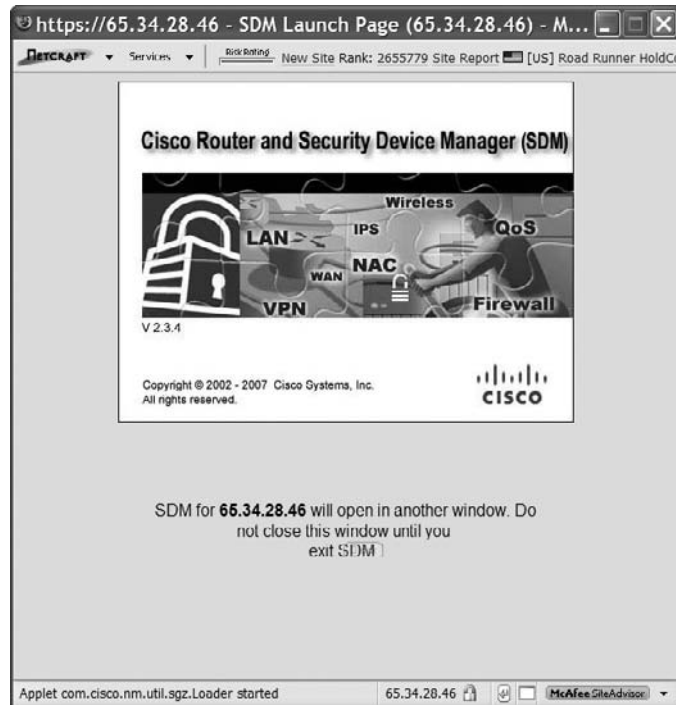 https://65.34.28.46 - SDM Launch Page (65.34.28.46) - M...
NETCRAFT Services Risk Rating New Site Rank: 2655779 Site Report [US] Road Runner HoldCo
Cisco Router and Security Device Manager (SDM)
Wireless
LAN IPS QoS
WAN NAC
VPN Firewall
V 2.3.4
Copyright © 2002 - 2007 Cisco Systems, Inc.
All rights reserved.
CISCO
SDM for 65.34.28.46 will open in another window. Do
not close this window until you
exit SDM
Applet com.cisco.nm.util.sgz.Loader started 65.34.28.46 McAfee SiteAdvisor